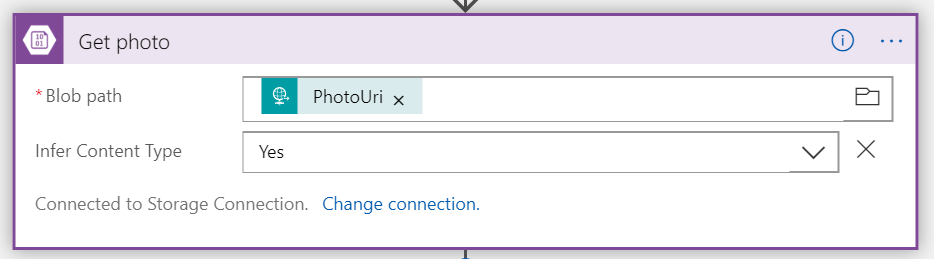 Get photo
*Blob path
PhotoUri ×
Infer Content Type
Yes
Connected to Storage Connection. Change connection.